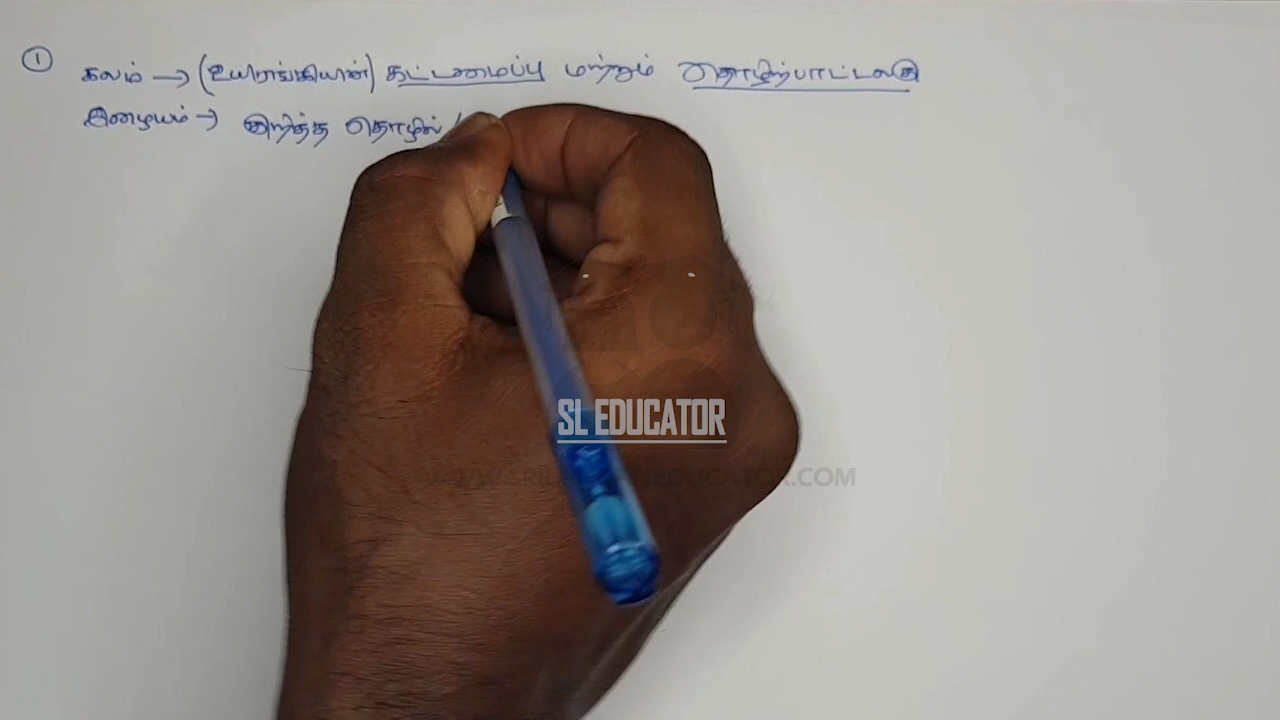 ① கலம் → (உயிரங்கியின்) கட்டமைப்பு மற்றும் தொழிற்பாட்டலகு
இழையம் → குறித்த தொழில்
SL EDUCATOR